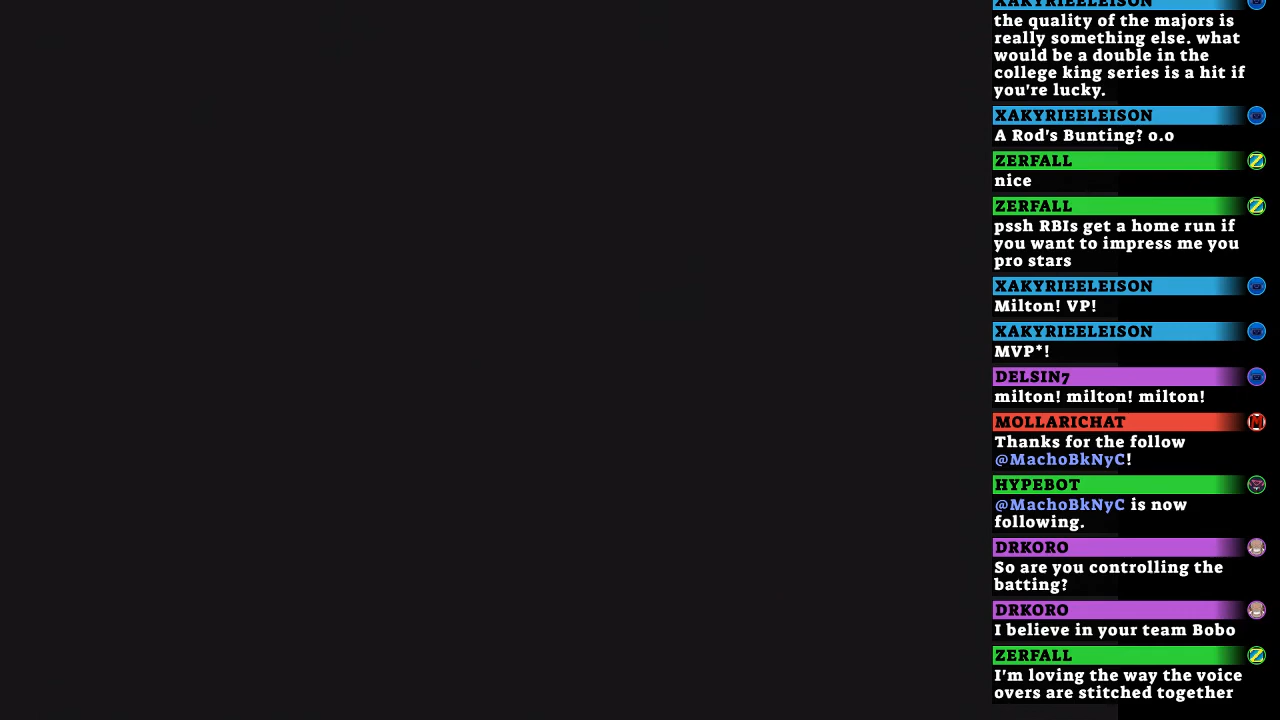 XAKYRIEELEISON
the quality of the majors is
really something else. what
would be a double in the
college king series is a hit if
you're lucky.
XAKYRIEELEISON
A Rod's Bunting? o.o
ZERFALL
nice
ZERFALL
pssh RBIs get a home run if
you want to impress me you
pro stars
XAKYRIEELEISON
Milton! VP!
XAKYRIEELEISON
MVP*!
DELSIN7
milton! milton! milton!
MOLLARICHAT
Thanks for the follow
@MachoBkNyC!
HYPEBOT
@MachoBkNyC is now
following.
DRKORO
So are you controlling the
batting?
DRKORO
I believe in your team Bobo
ZERFALL
I'm loving the way the voice
overs are stitched together